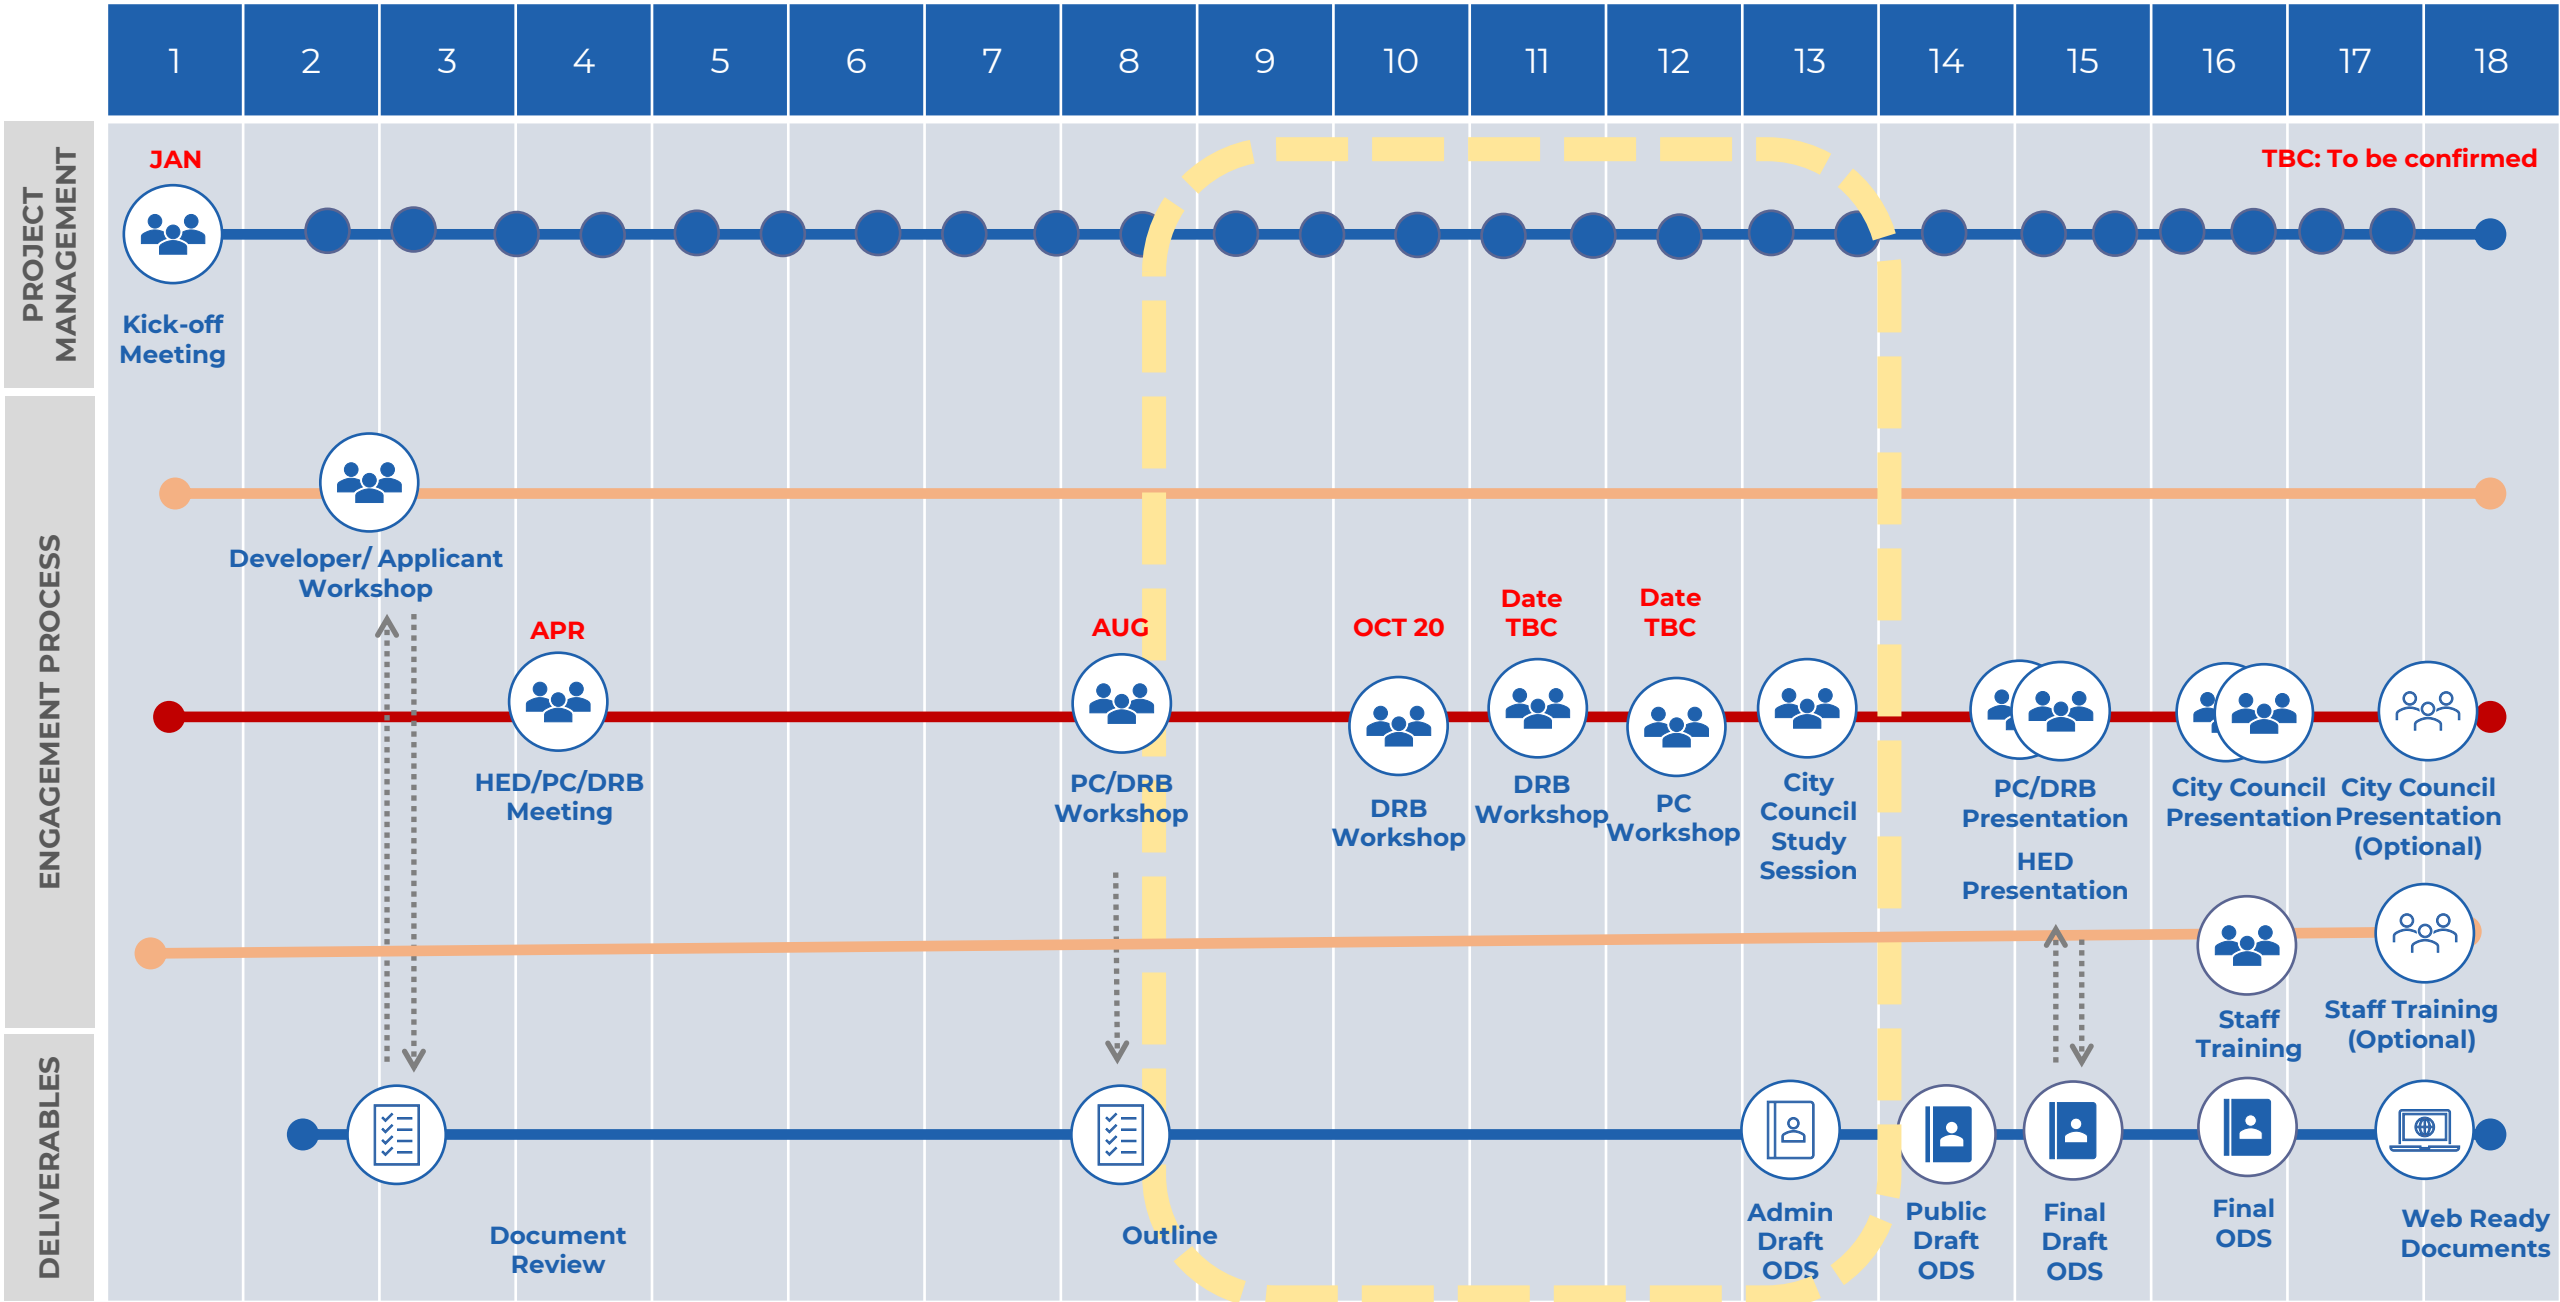 1 2 3 4 5 6 7 8 9 10 11 12 13 14 15 16 17 18
PROJECT
MANAGEMENT
JAN
TBC: To be confirmed
Kick-off
Meeting
ENGAGEMENT PROCESS
Developer/ Applicant
Workshop
APR
HED/PC/DRB
Meeting
AUG
PC/DRB
Workshop
OCT 20
DRB
Workshop
Date
TBC
DRB
Workshop
Date
TBC
PC
Workshop
City
Council
Study
Session
PC/DRB
Presentation
HED
Presentation
City Council
Presentation
City Council
Presentation
(Optional)
Staff
Training
Staff Training
(Optional)
DELIVERABLES
Document
Review
Outline
Admin
Draft
ODS
Public
Draft
ODS
Final
Draft
ODS
Final
ODS
Web Ready
Documents